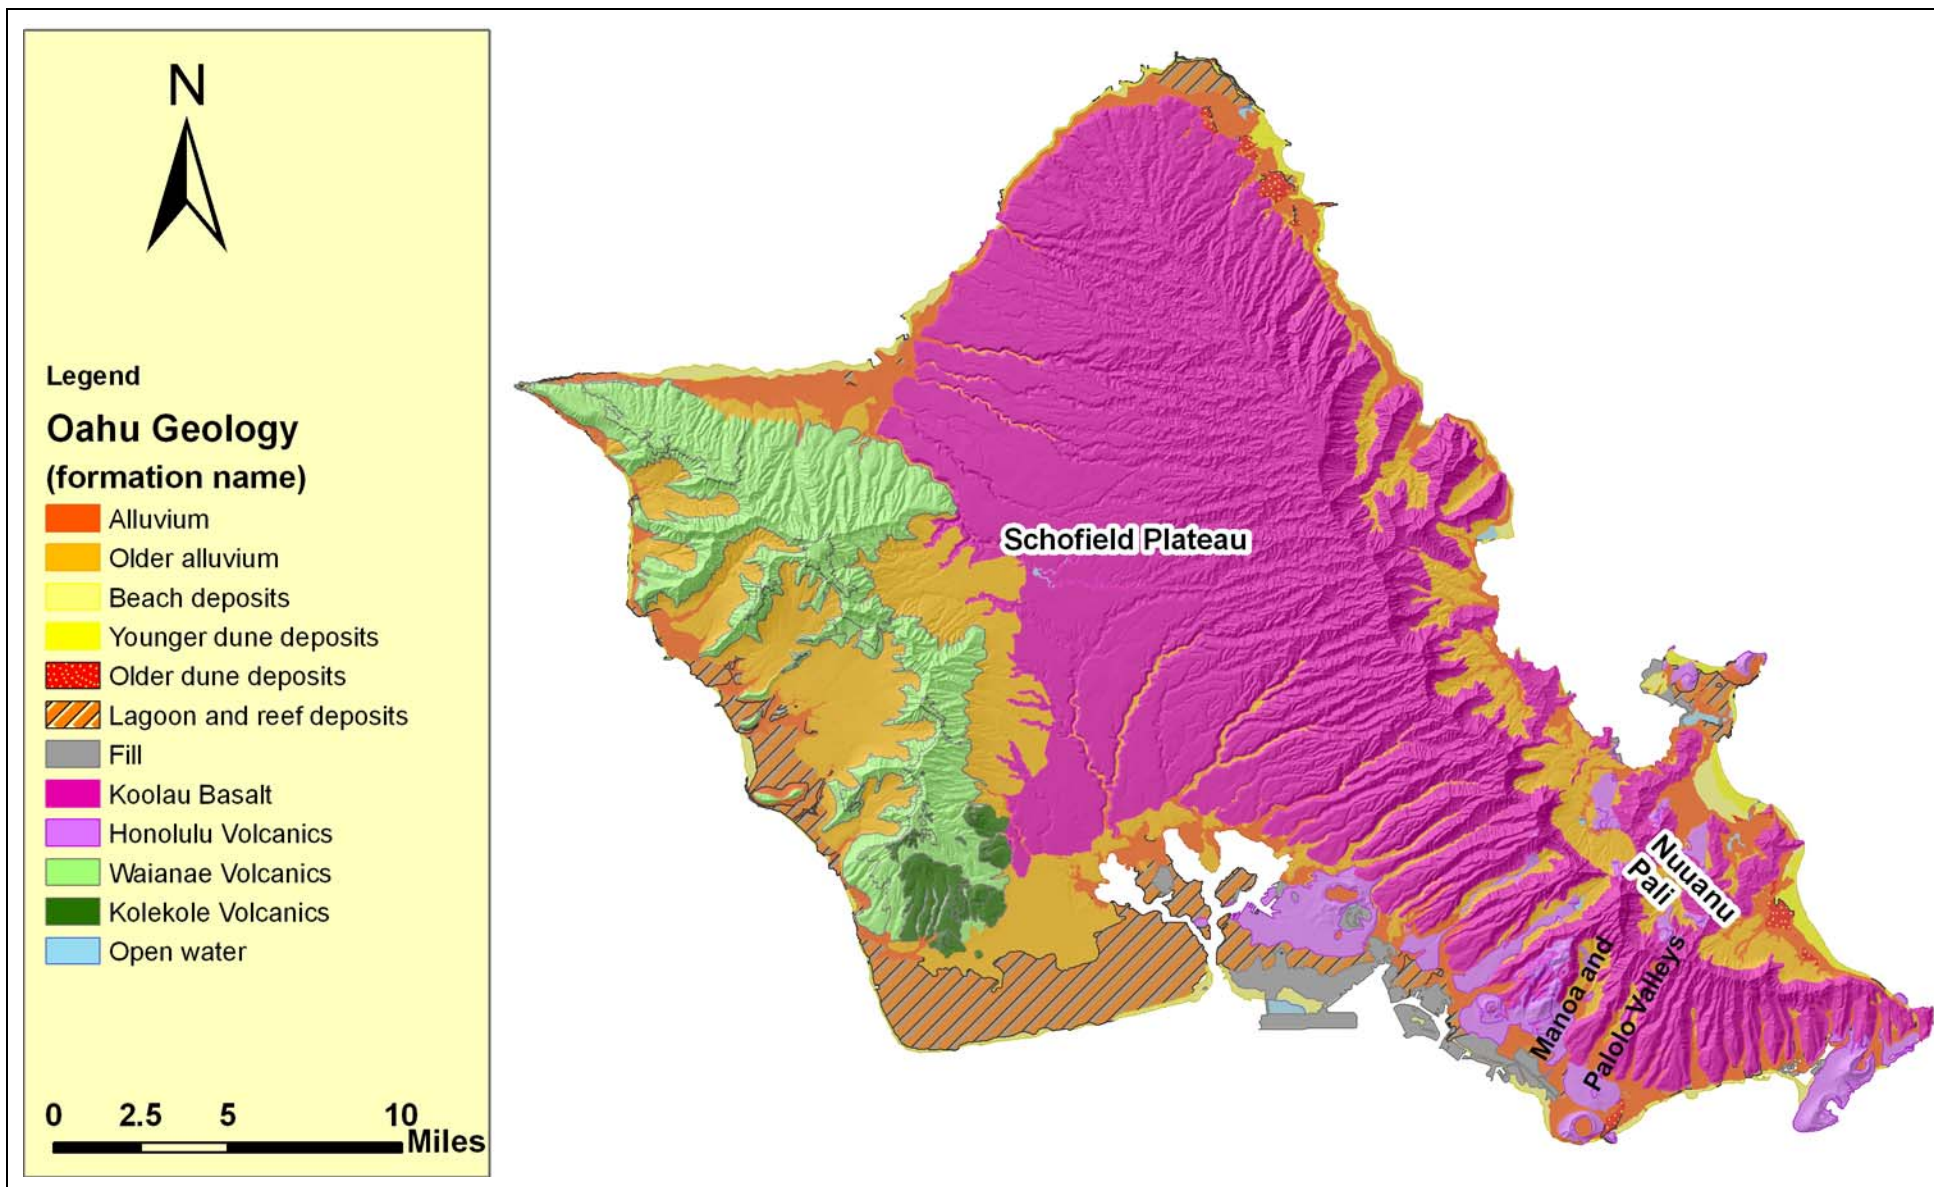 N
Legend
Oahu Geology
(formation name)
Alluvium
Older alluvium
Beach deposits
Younger dune deposits
Older dune deposits
Lagoon and reef deposits
Fill
Koolau Basalt
Honolulu Volcanics
Waianae Volcanics
Kolekole Volcanics
Open water
0 2.5 5 10 Miles
Schofield Plateau
Nuuanu
Pali
Manoa and
Palolo Valleys